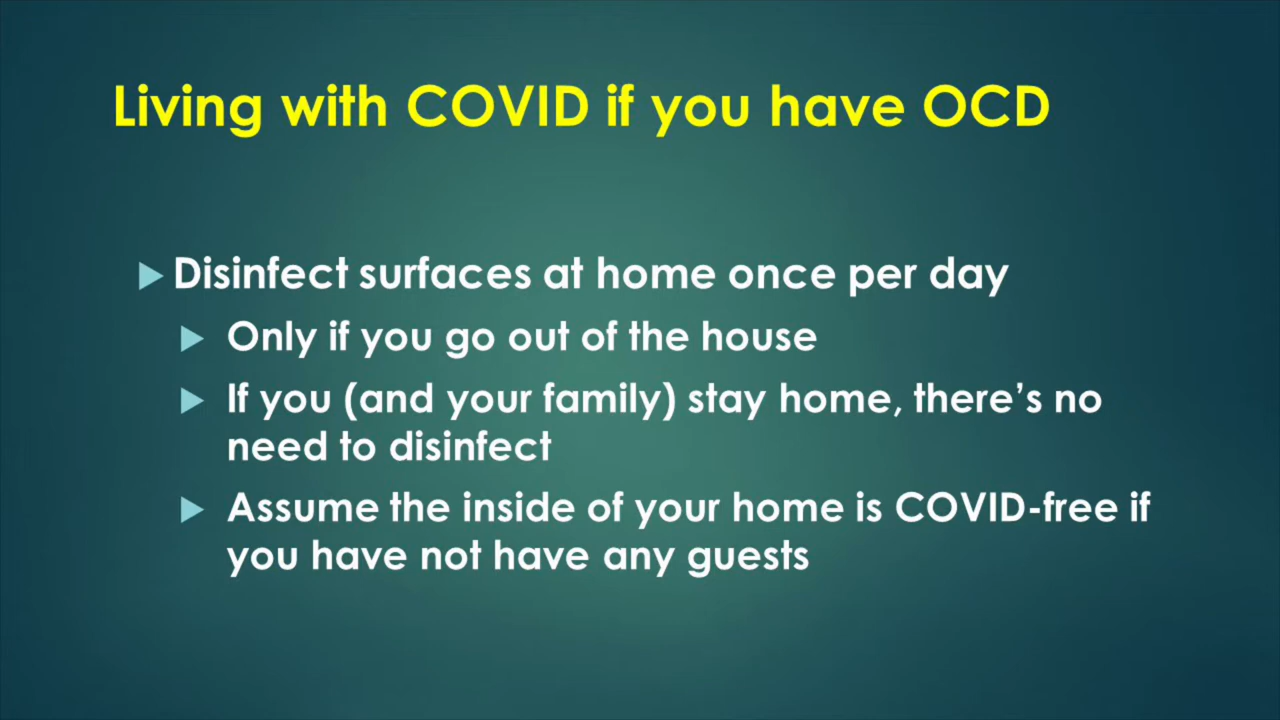 Living with COVID if you have OCD
Disinfect surfaces at home once per day
Only if you go out of the house
If you (and your family) stay home, there’s no
need to disinfect
Assume the inside of your home is COVID-free if
you have not have any guests